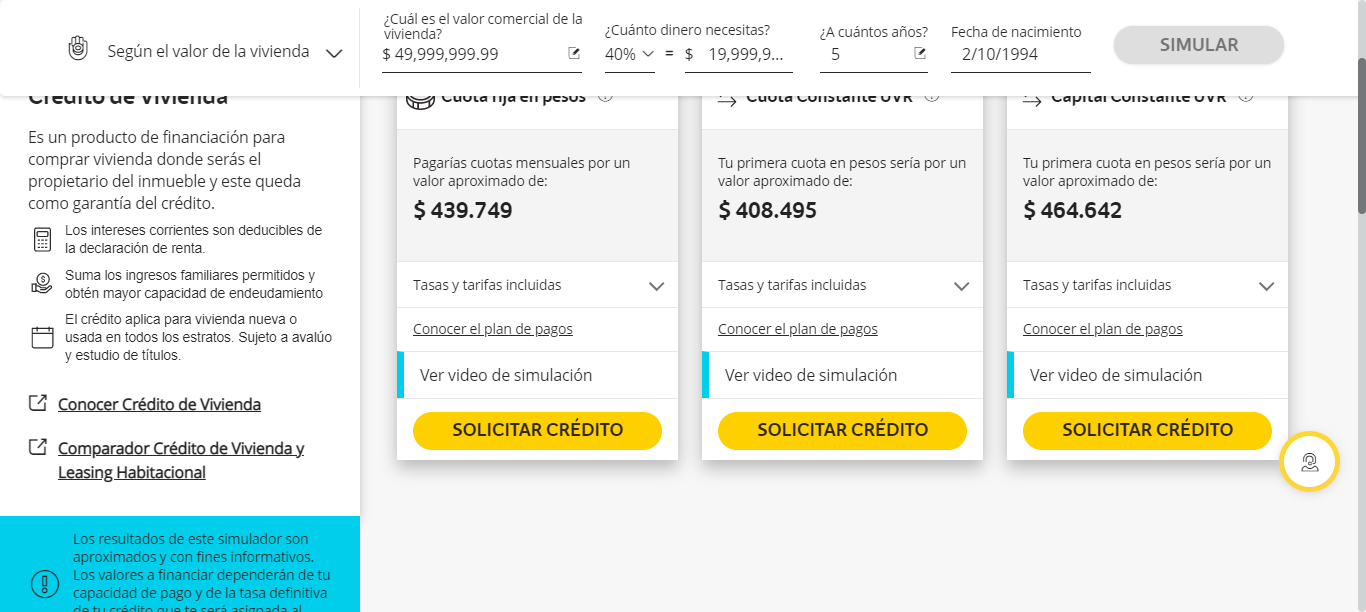 Según el valor de la vivienda
¿Cuál es el valor comercial de la
vivienda?
$ 49,999,999.99
¿Cuánto dinero necesitas?
40% = $ 19,999,9...
¿A cuántos años?
5
Fecha de nacimiento
2/10/1994
SIMULAR
Crédito de Vivienda
Es un producto de financiación para
comprar vivienda donde serás el
propietario del inmueble y este queda
como garantía del crédito.
Los intereses corrientes son deducibles de
la declaración de renta.
Suma los ingresos familiares permitidos y
obtén mayor capacidad de endeudamiento
El crédito aplica para vivienda nueva o
usada en todos los estratos. Sujeto a avalúo
y estudio de títulos.
Conocer Crédito de Vivienda
Comparador Crédito de Vivienda y
Leasing Habitacional
Los resultados de este simulador son
aproximados y con fines informativos.
Los valores a financiar dependerán de tu
capacidad de pago y de la tasa definitiva
de tu crédito que te será asignada al
Cuota fija en pesos
Pagarías cuotas mensuales por un
valor aproximado de:
$ 439.749
Tasas y tarifas incluidas
Conocer el plan de pagos
Ver video de simulación
SOLICITAR CRÉDITO
Cuota Constante UVR
Tu primera cuota en pesos sería por un
valor aproximado de:
$ 408.495
Tasas y tarifas incluidas
Conocer el plan de pagos
Ver video de simulación
SOLICITAR CRÉDITO
Capital Constante UVR
Tu primera cuota en pesos sería por un
valor aproximado de:
$ 464.642
Tasas y tarifas incluidas
Conocer el plan de pagos
Ver video de simulación
SOLICITAR CRÉDITO